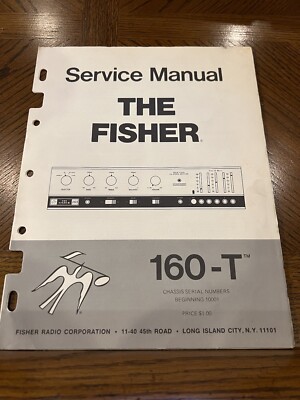 Service Manual
THE
FISHER
160-T™
CHASSIS SERIAL NUMBERS
BEGINNING 10001
PRICE $1.00
FISHER RADIO CORPORATION • 11-40 45th ROAD • LONG ISLAND CITY, N.Y. 11101